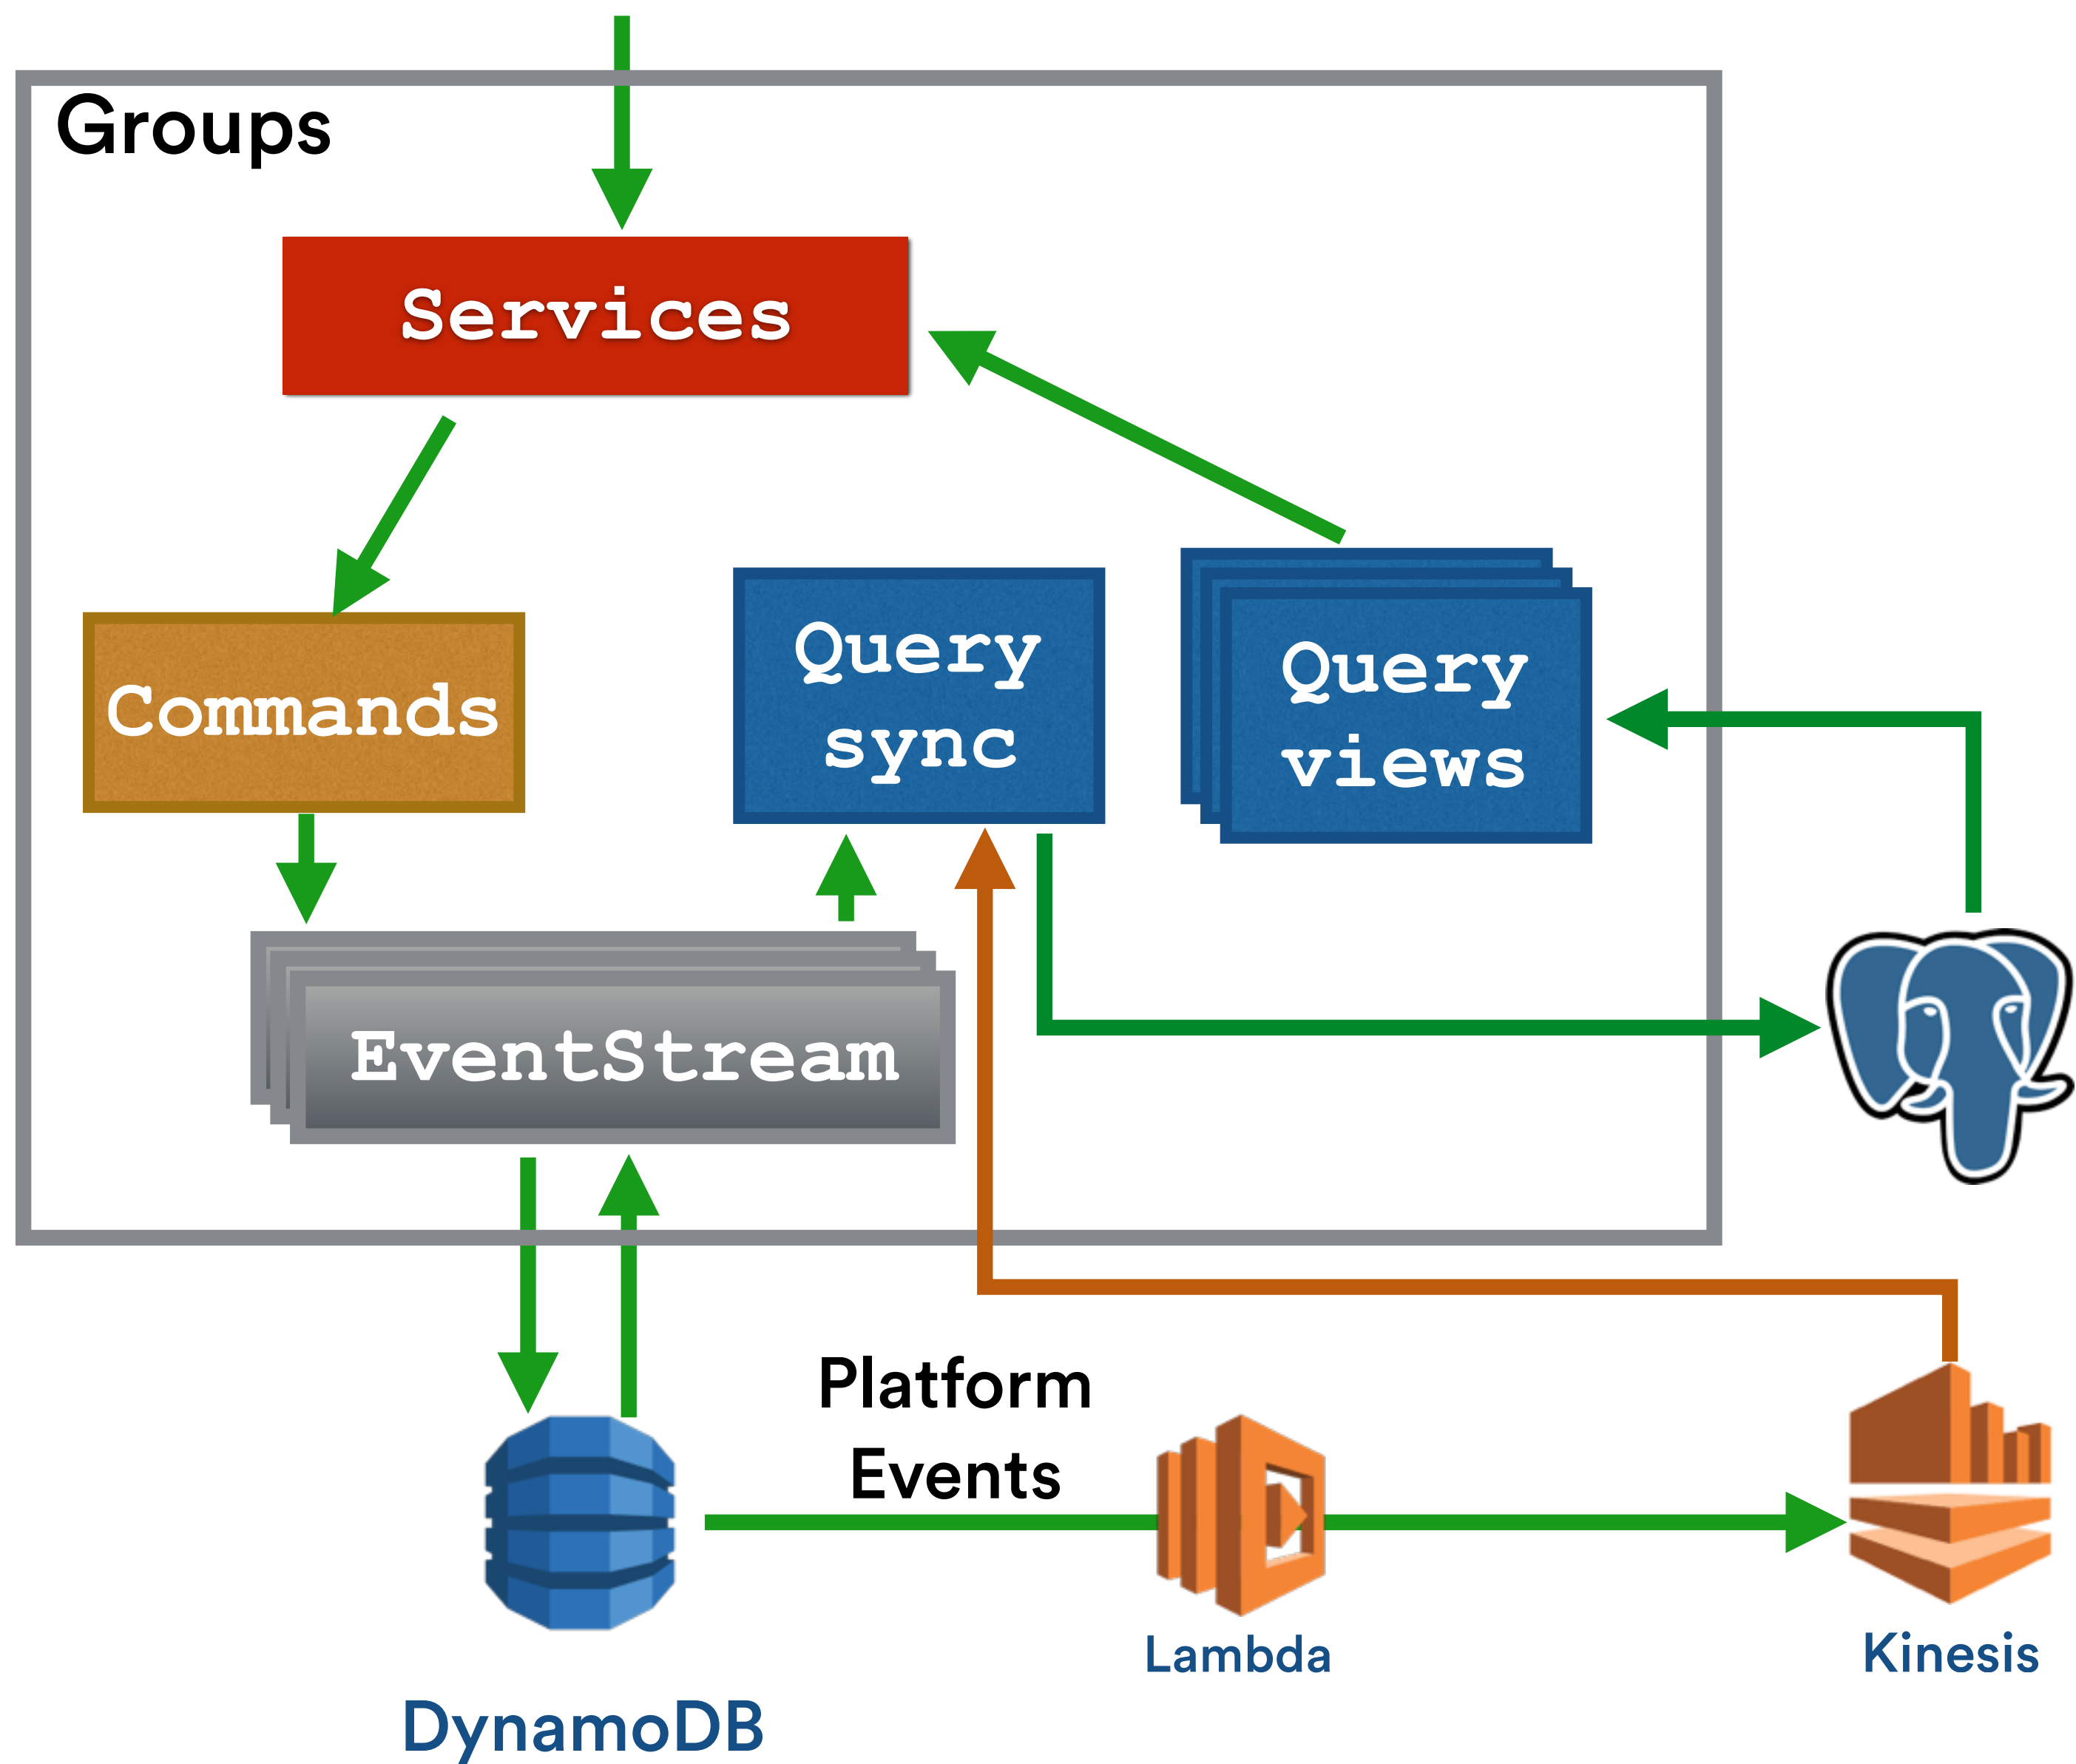 Groups
Services
Commands
Query
sync
Query
views
EventStream
Platform
Events
Lambda
Kinesis
DynamoDB